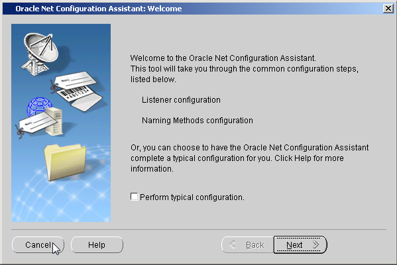 Oracle Net Configuration Assistant: Welcome
Welcome to the Oracle Net Configuration Assistant.
This tool will take you through the common configuration steps,
listed below.
Listener configuration
Naming Methods configuration
Or, you can choose to have the Oracle Net Configuration Assistant
complete a typical configuration for you. Click Help for more
information.
Perform typical configuration.
Cancel
Help
Back
Next